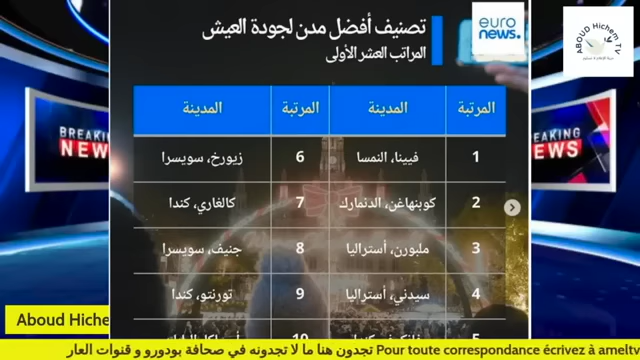 تصنيف أفضل مدن لجودة العيش
المراتب العشر الأولى
euro
news.
ABOUD Hichem TV
المرتبة المدينة المرتبة المدينة
1 فيينا، النمسا 6 زيورخ، سويسرا
2 كوبنهاغن، الدنمارك 7 كالغاري، كندا
3 ملبورن، أستراليا 8 جنيف، سويسرا
4 سيدني، أستراليا 9 تورنتو، كندا
10
BREAKING
NEWS
BREAKING
NEWS
Aboud Hiche
Pour toute correspondance écrivez à ameltv تجدون هنا ما لا تجدونه في صحافة بودورو و قنوات العار